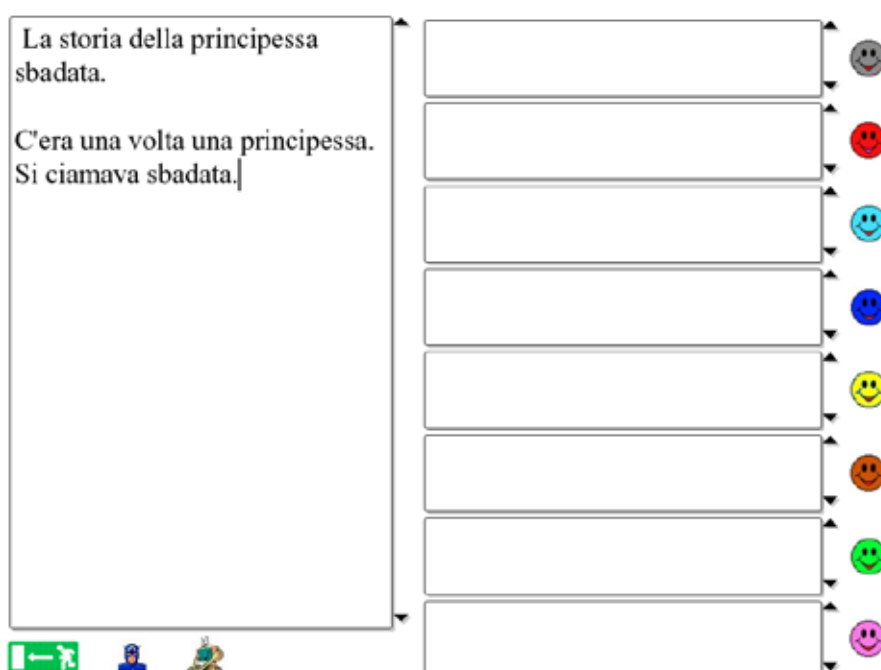 La storia della principessa
sbadata.
C'era una volta una principessa.
Si ciamava sbadata.